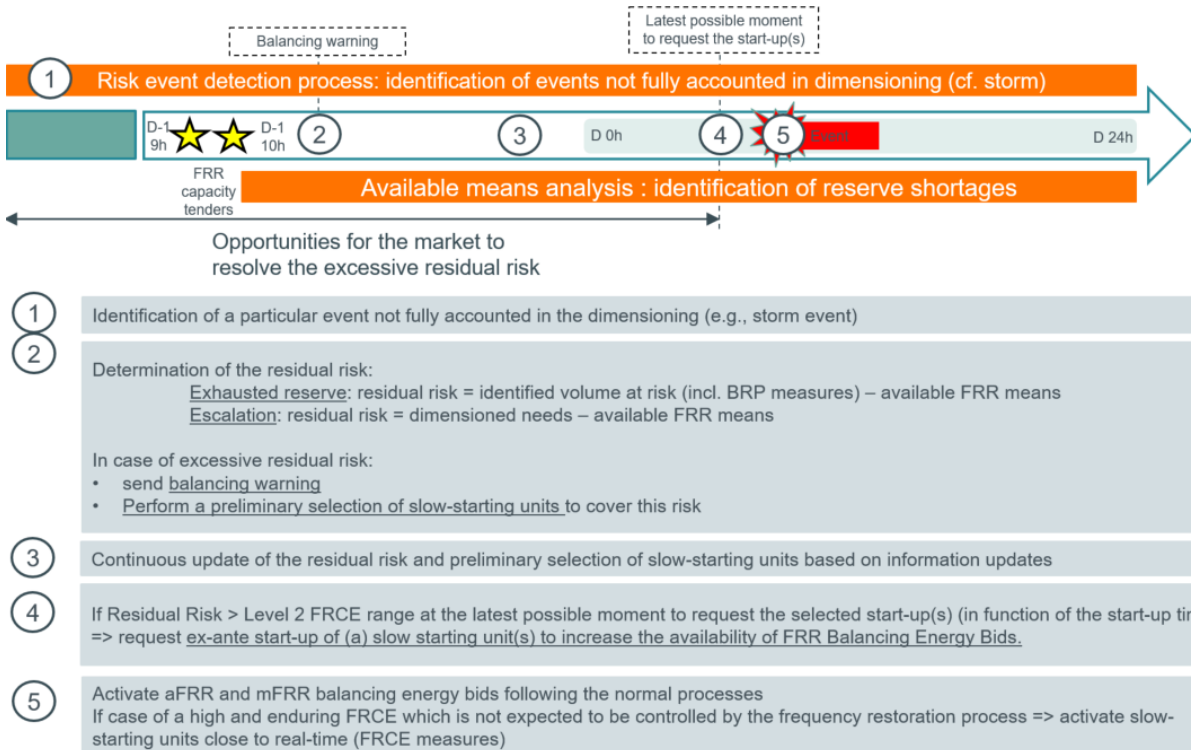 Balancing warning
Latest possible moment
to request the start-up(s)
1
Risk event detection process: identification of events not fully accounted in dimensioning (cf. storm)
D-1
9h
D-1
10h
2
3
D 0h
4
5
Event
D 24h
FRR
capacity
tenders
Available means analysis : identification of reserve shortages
Opportunities for the market to
resolve the excessive residual risk
1
Identification of a particular event not fully accounted in the dimensioning (e.g., storm event)
2
Determination of the residual risk:
Exhausted reserve: residual risk = identified volume at risk (incl. BRP measures) – available FRR means
Escalation: residual risk = dimensioned needs – available FRR means
In case of excessive residual risk:
• send balancing warning
• Perform a preliminary selection of slow-starting units to cover this risk
3
Continuous update of the residual risk and preliminary selection of slow-starting units based on information updates
4
If Residual Risk > Level 2 FRCE range at the latest possible moment to request the selected start-up(s) (in function of the start-up
=> request ex-ante start-up of (a) slow starting unit(s) to increase the availability of FRR Balancing Energy Bids.
5
Activate aFRR and mFRR balancing energy bids following the normal processes
If case of a high and enduring FRCE which is not expected to be controlled by the frequency restoration process => activate slow-
starting units close to real-time (FRCE measures)